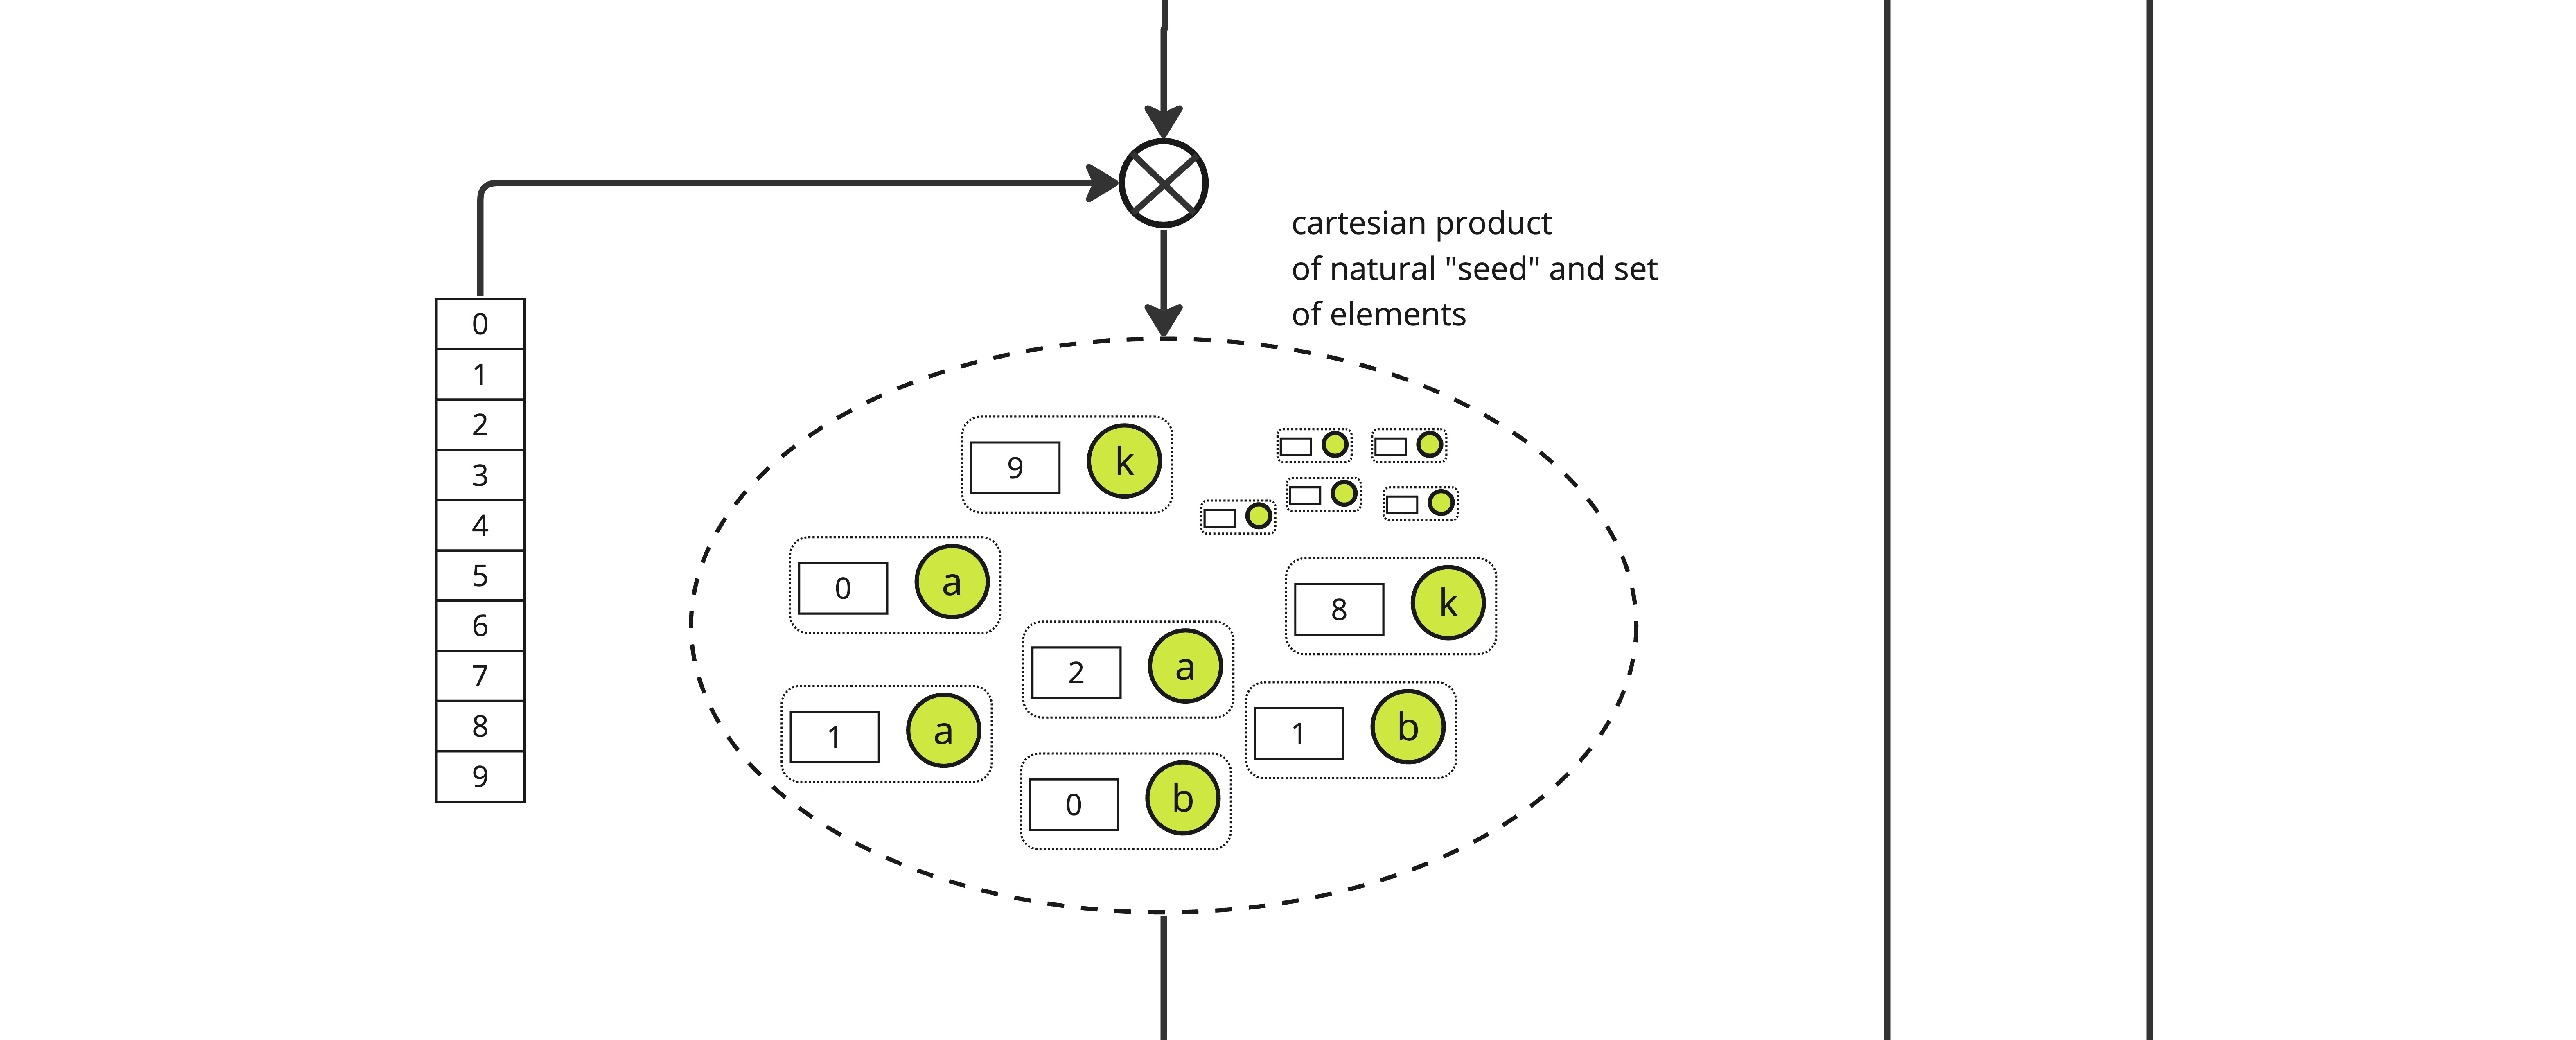 cartesian product
of natural "seed" and set
of elements
0
1
2
3
4
5
6
7
8
9
9 k
0 a
8 k
2 a
1 a
1 b
0 b